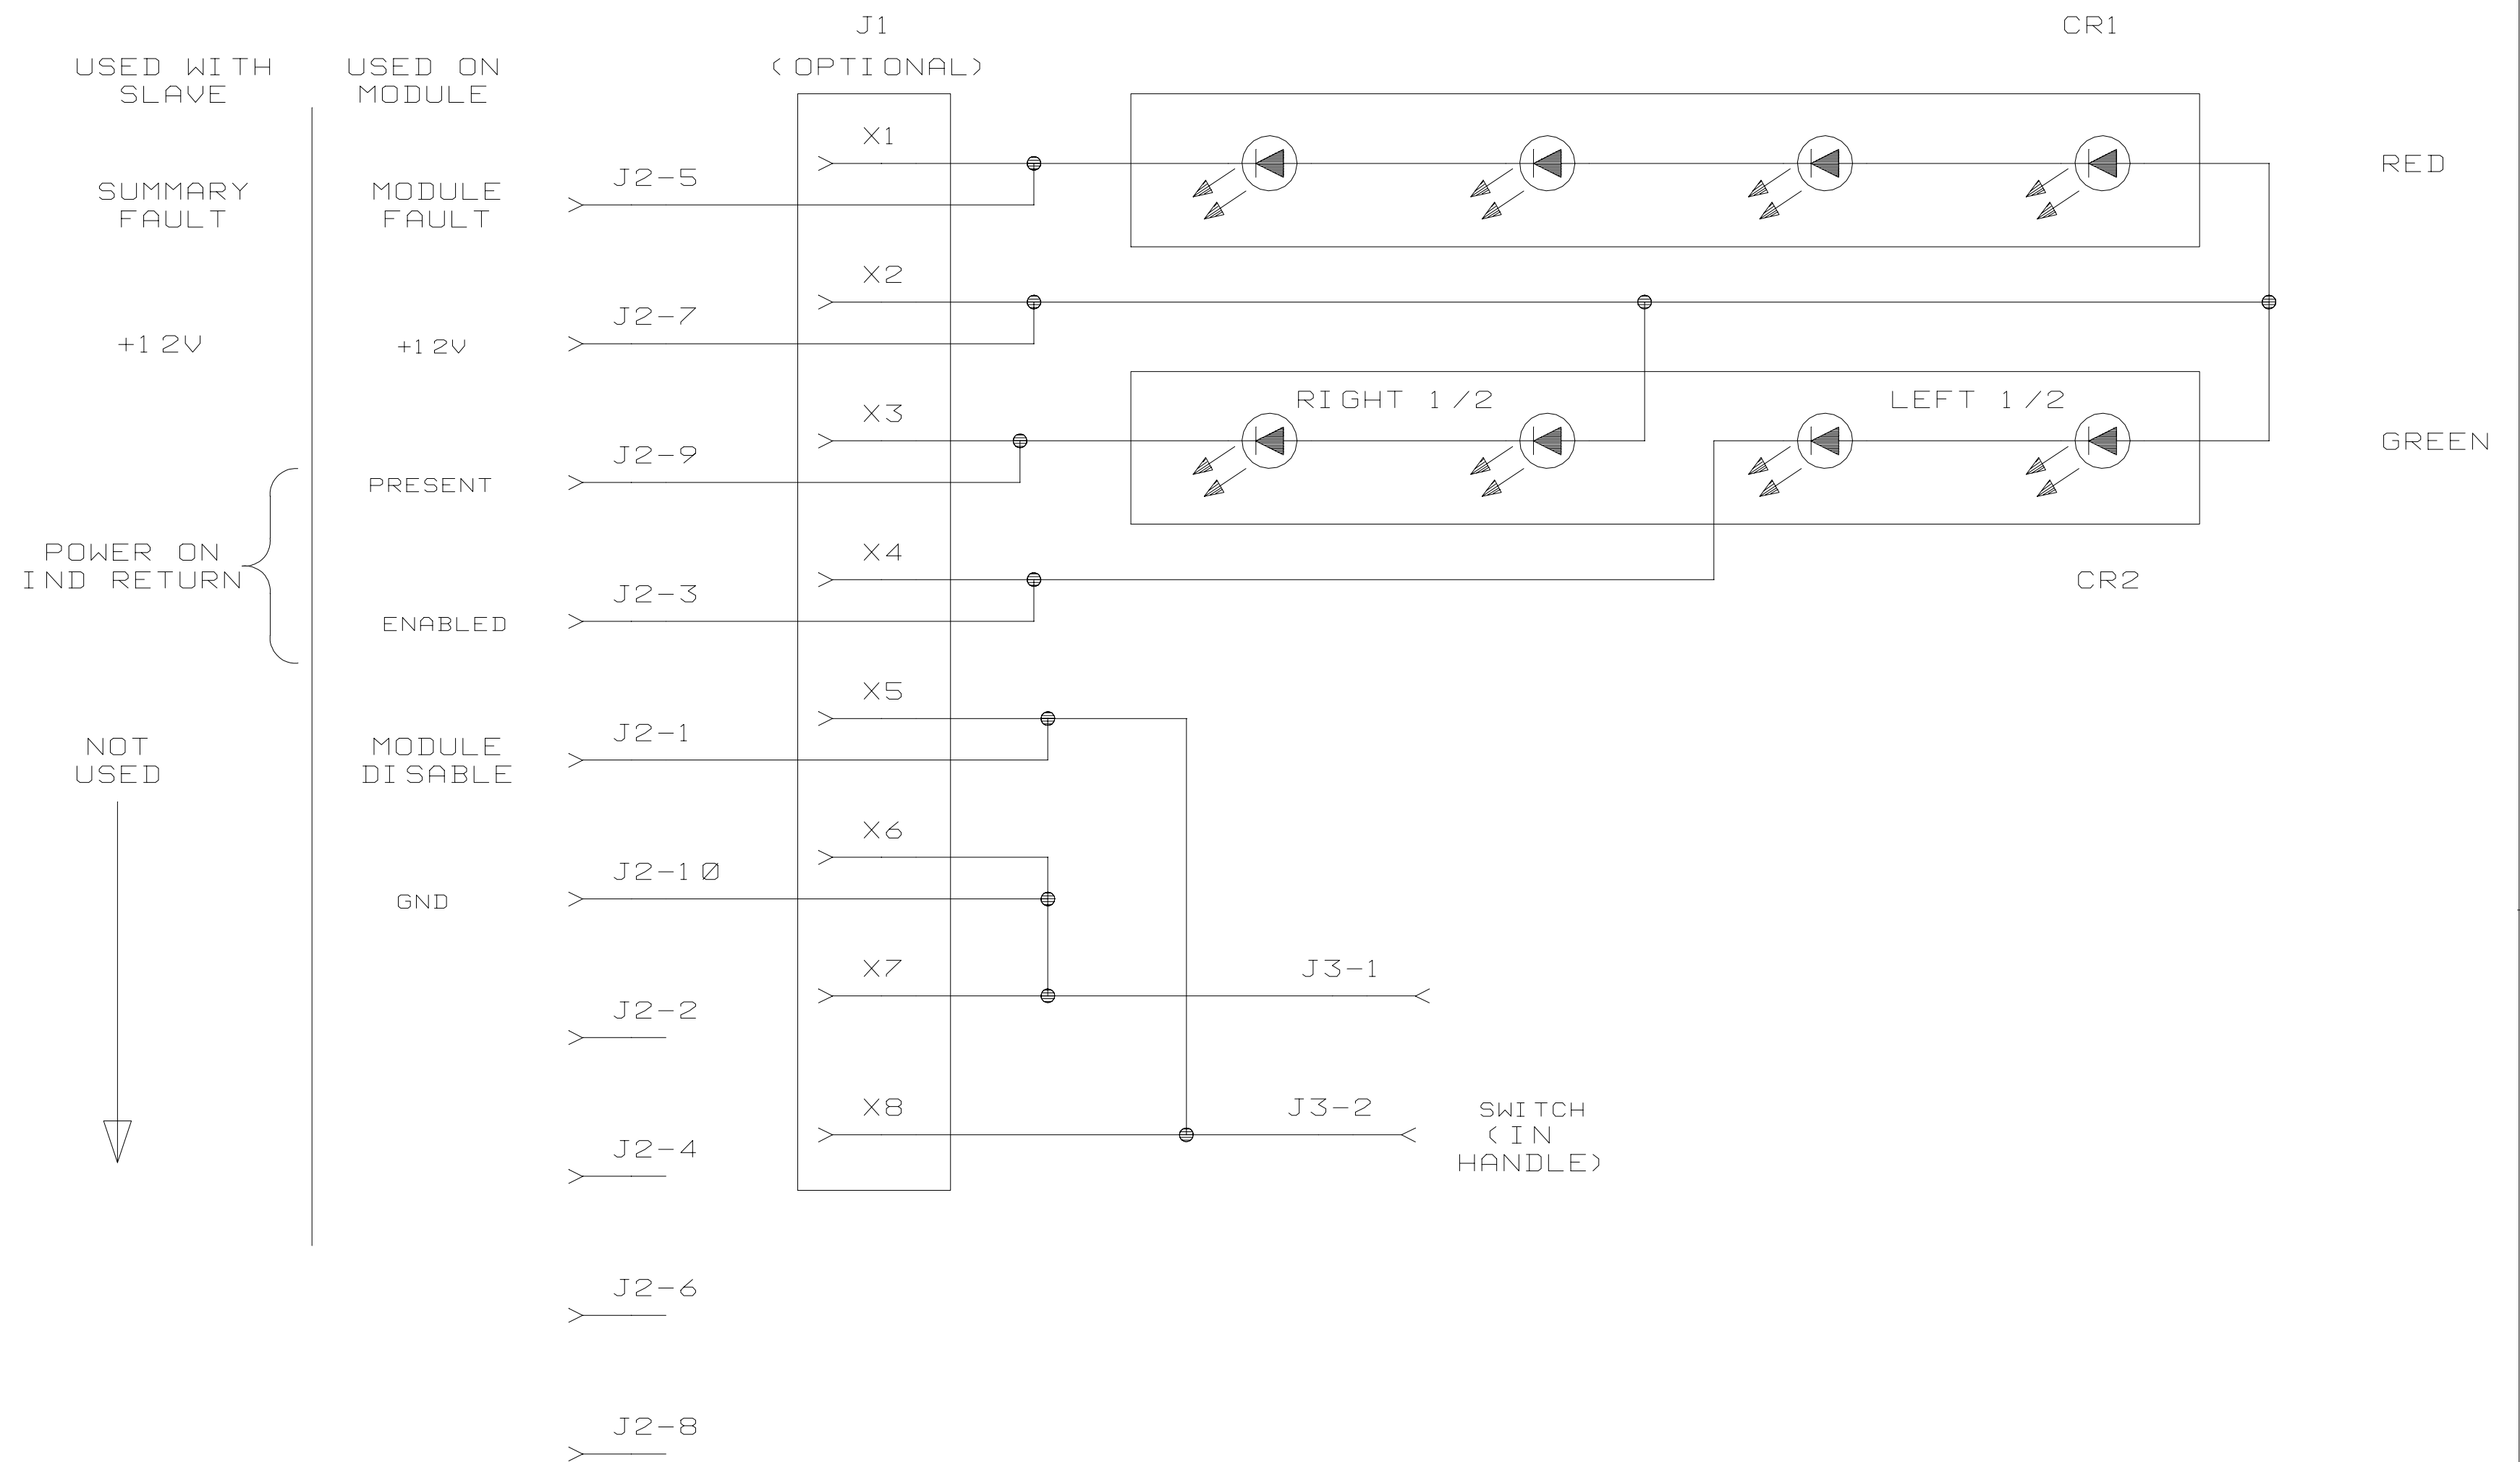 J1
CR1
USED WITH
SLAVE
USED ON
MODULE
(OPTIONAL)
X1
RED
SUMMARY
FAULT
MODULE
FAULT
J2-5
X2
+12V
+12V
J2-7
RIGHT 1/2
LEFT 1/2
X3
GREEN
J2-9
PRESENT
POWER ON
IND RETURN
X4
CR2
J2-3
ENABLED
X5
NOT
USED
MODULE
DISABLE
J2-1
X6
J2-10
GND
X7
J3-1
J2-2
X8
J3-2
SWITCH
(IN
HANDLE)
J2-4
J2-6
J2-8